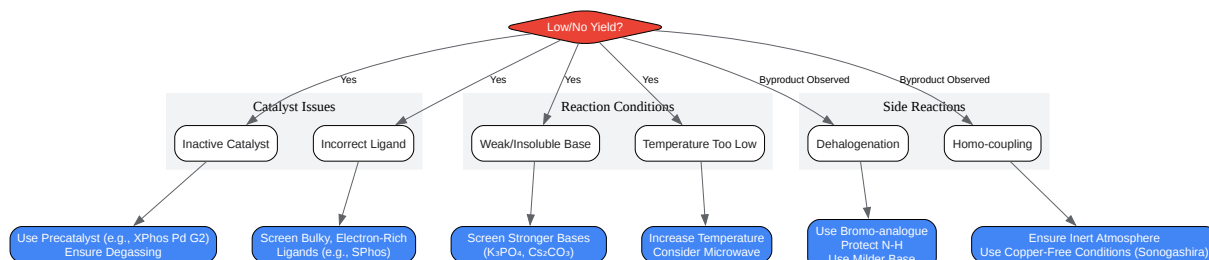 Low/No Yield?
Yes
Yes
Yes
Yes
Byproduct Observed
Byproduct Observed
Catalyst Issues
Reaction Conditions
Side Reactions
Inactive Catalyst
Incorrect Ligand
Weak/Insoluble Base
Temperature Too Low
Dehalogenation
Homo-coupling
Use Precatalyst (e.g., XPhos Pd G2)
Ensure Degassing
Screen Bulky, Electron-Rich
Ligands (e.g., SPhos)
Screen Stronger Bases
(K₃PO₄, Cs₂CO₃)
Increase Temperature
Consider Microwave
Use Bromo-analogue
Protect N-H
Use Milder Base
Ensure Inert Atmosphere
Use Copper-Free Conditions (Sonogashira)